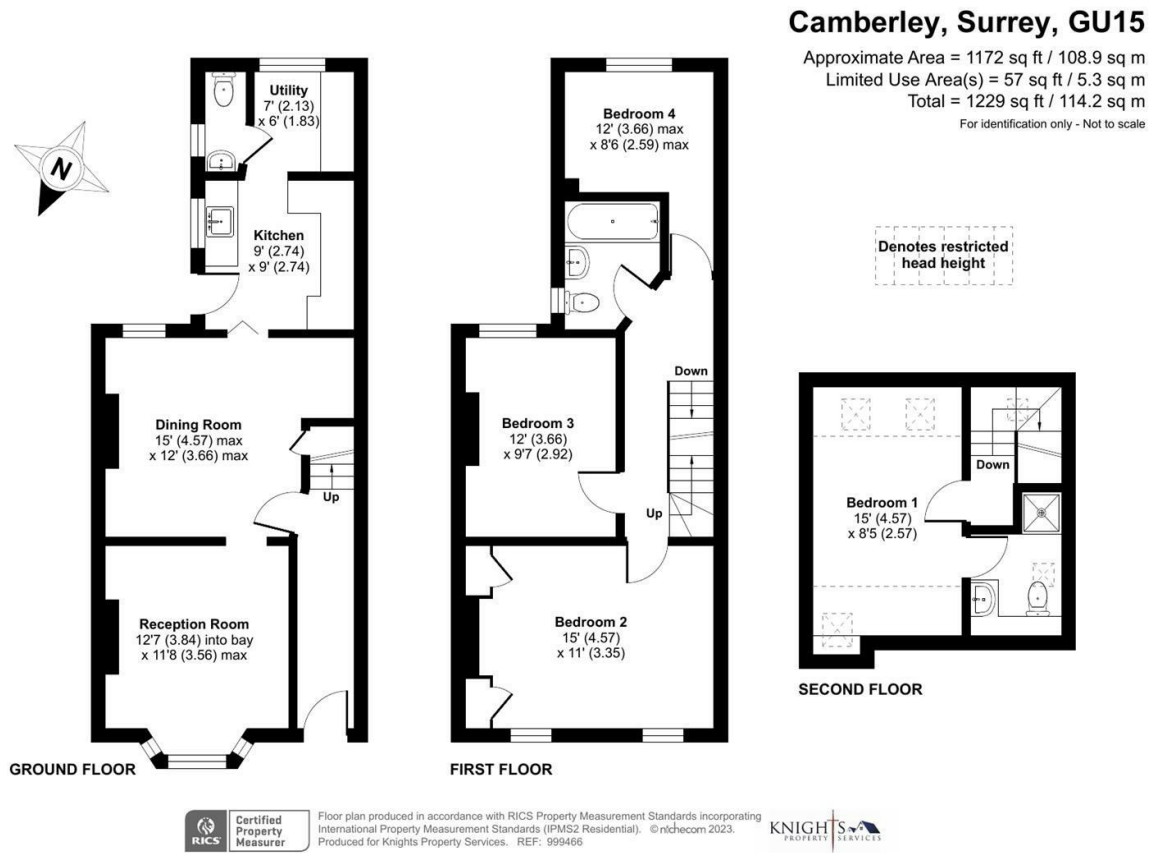 Camberley, Surrey, GU15
Approximate Area = 1172 sq ft / 108.9 sq m
Limited Use Area(s) = 57 sq ft / 5.3 sq m
Total = 1229 sq ft / 114.2 sq m
For identification only - Not to scale
Utility
7' (2.13)
x 6' (1.83)
N
Kitchen
9' (2.74)
x 9' (2.74)
Dining Room
15' (4.57) max
x 12' (3.66) max
Up
Reception Room
12'7 (3.84) into bay
x 11'8 (3.56) max
GROUND FLOOR
Bedroom 4
12' (3.66) max
x 8'6 (2.59) max
Down
Bedroom 3
12' (3.66)
x 9'7 (2.92)
Up
Bedroom 2
15' (4.57)
x 11' (3.35)
FIRST FLOOR
Denotes restricted
head height
Down
Bedroom 1
15' (4.57)
x 8'5 (2.57)
SECOND FLOOR
RICS
Certified
Property
Measurer
Floor plan produced in accordance with RICS Property Measurement Standards incorporating
International Property Measurement Standards (IPMS2 Residential). © nichecom 2023.
Produced for Knights Property Services. REF: 999466
KNIGHTS
PROPERTY SERVICES